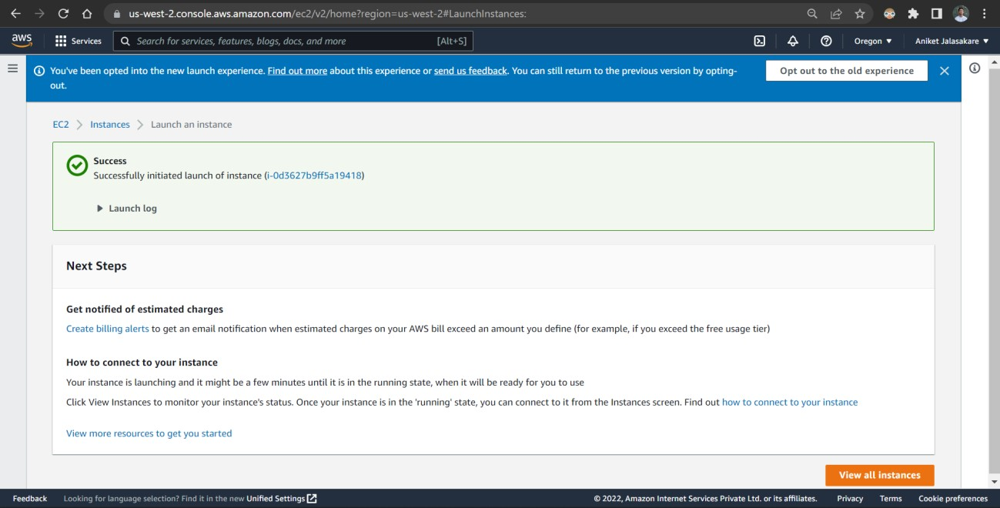 us-west-2.console.aws.amazon.com/ec2/v2/home?region=us-west-2#LaunchInstances:
aws Services Search for services, features, blogs, docs, and more [Alt+S] Oregon ▼ Aniket Jalasakare ▼
You've been opted into the new launch experience. Find out more about this experience or send us feedback. You can still return to the previous version by opting-
out.
Opt out to the old experience
EC2 > Instances > Launch an instance
Success
Successfully initiated launch of instance (i-0d3627b9ff5a19418)
Launch log
Next Steps
Get notified of estimated charges
Create billing alerts to get an email notification when estimated charges on your AWS bill exceed an amount you define (for example, if you exceed the free usage tier)
How to connect to your instance
Your instance is launching and it might be a few minutes until it is in the running state, when it will be ready for you to use
Click View Instances to monitor your instance's status. Once your instance is in the 'running' state, you can connect to it from the Instances screen. Find out how to connect to your instance
View more resources to get you started
View all instances
Feedback Looking for language selection? Find it in the new Unified Settings © 2022, Amazon Internet Services Private Ltd. or its affiliates. Privacy Terms Cookie preferences